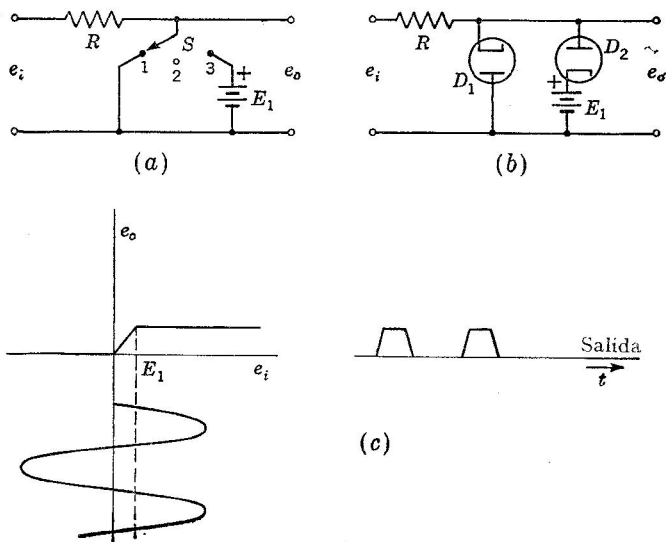 R
S
e_i
1
2
3
+
E_1
e_o
(a)
R
e_i
D_1
D_2
+
E_1
e_o
(b)
e_o
E_1
e_i
Salida
t
(c)